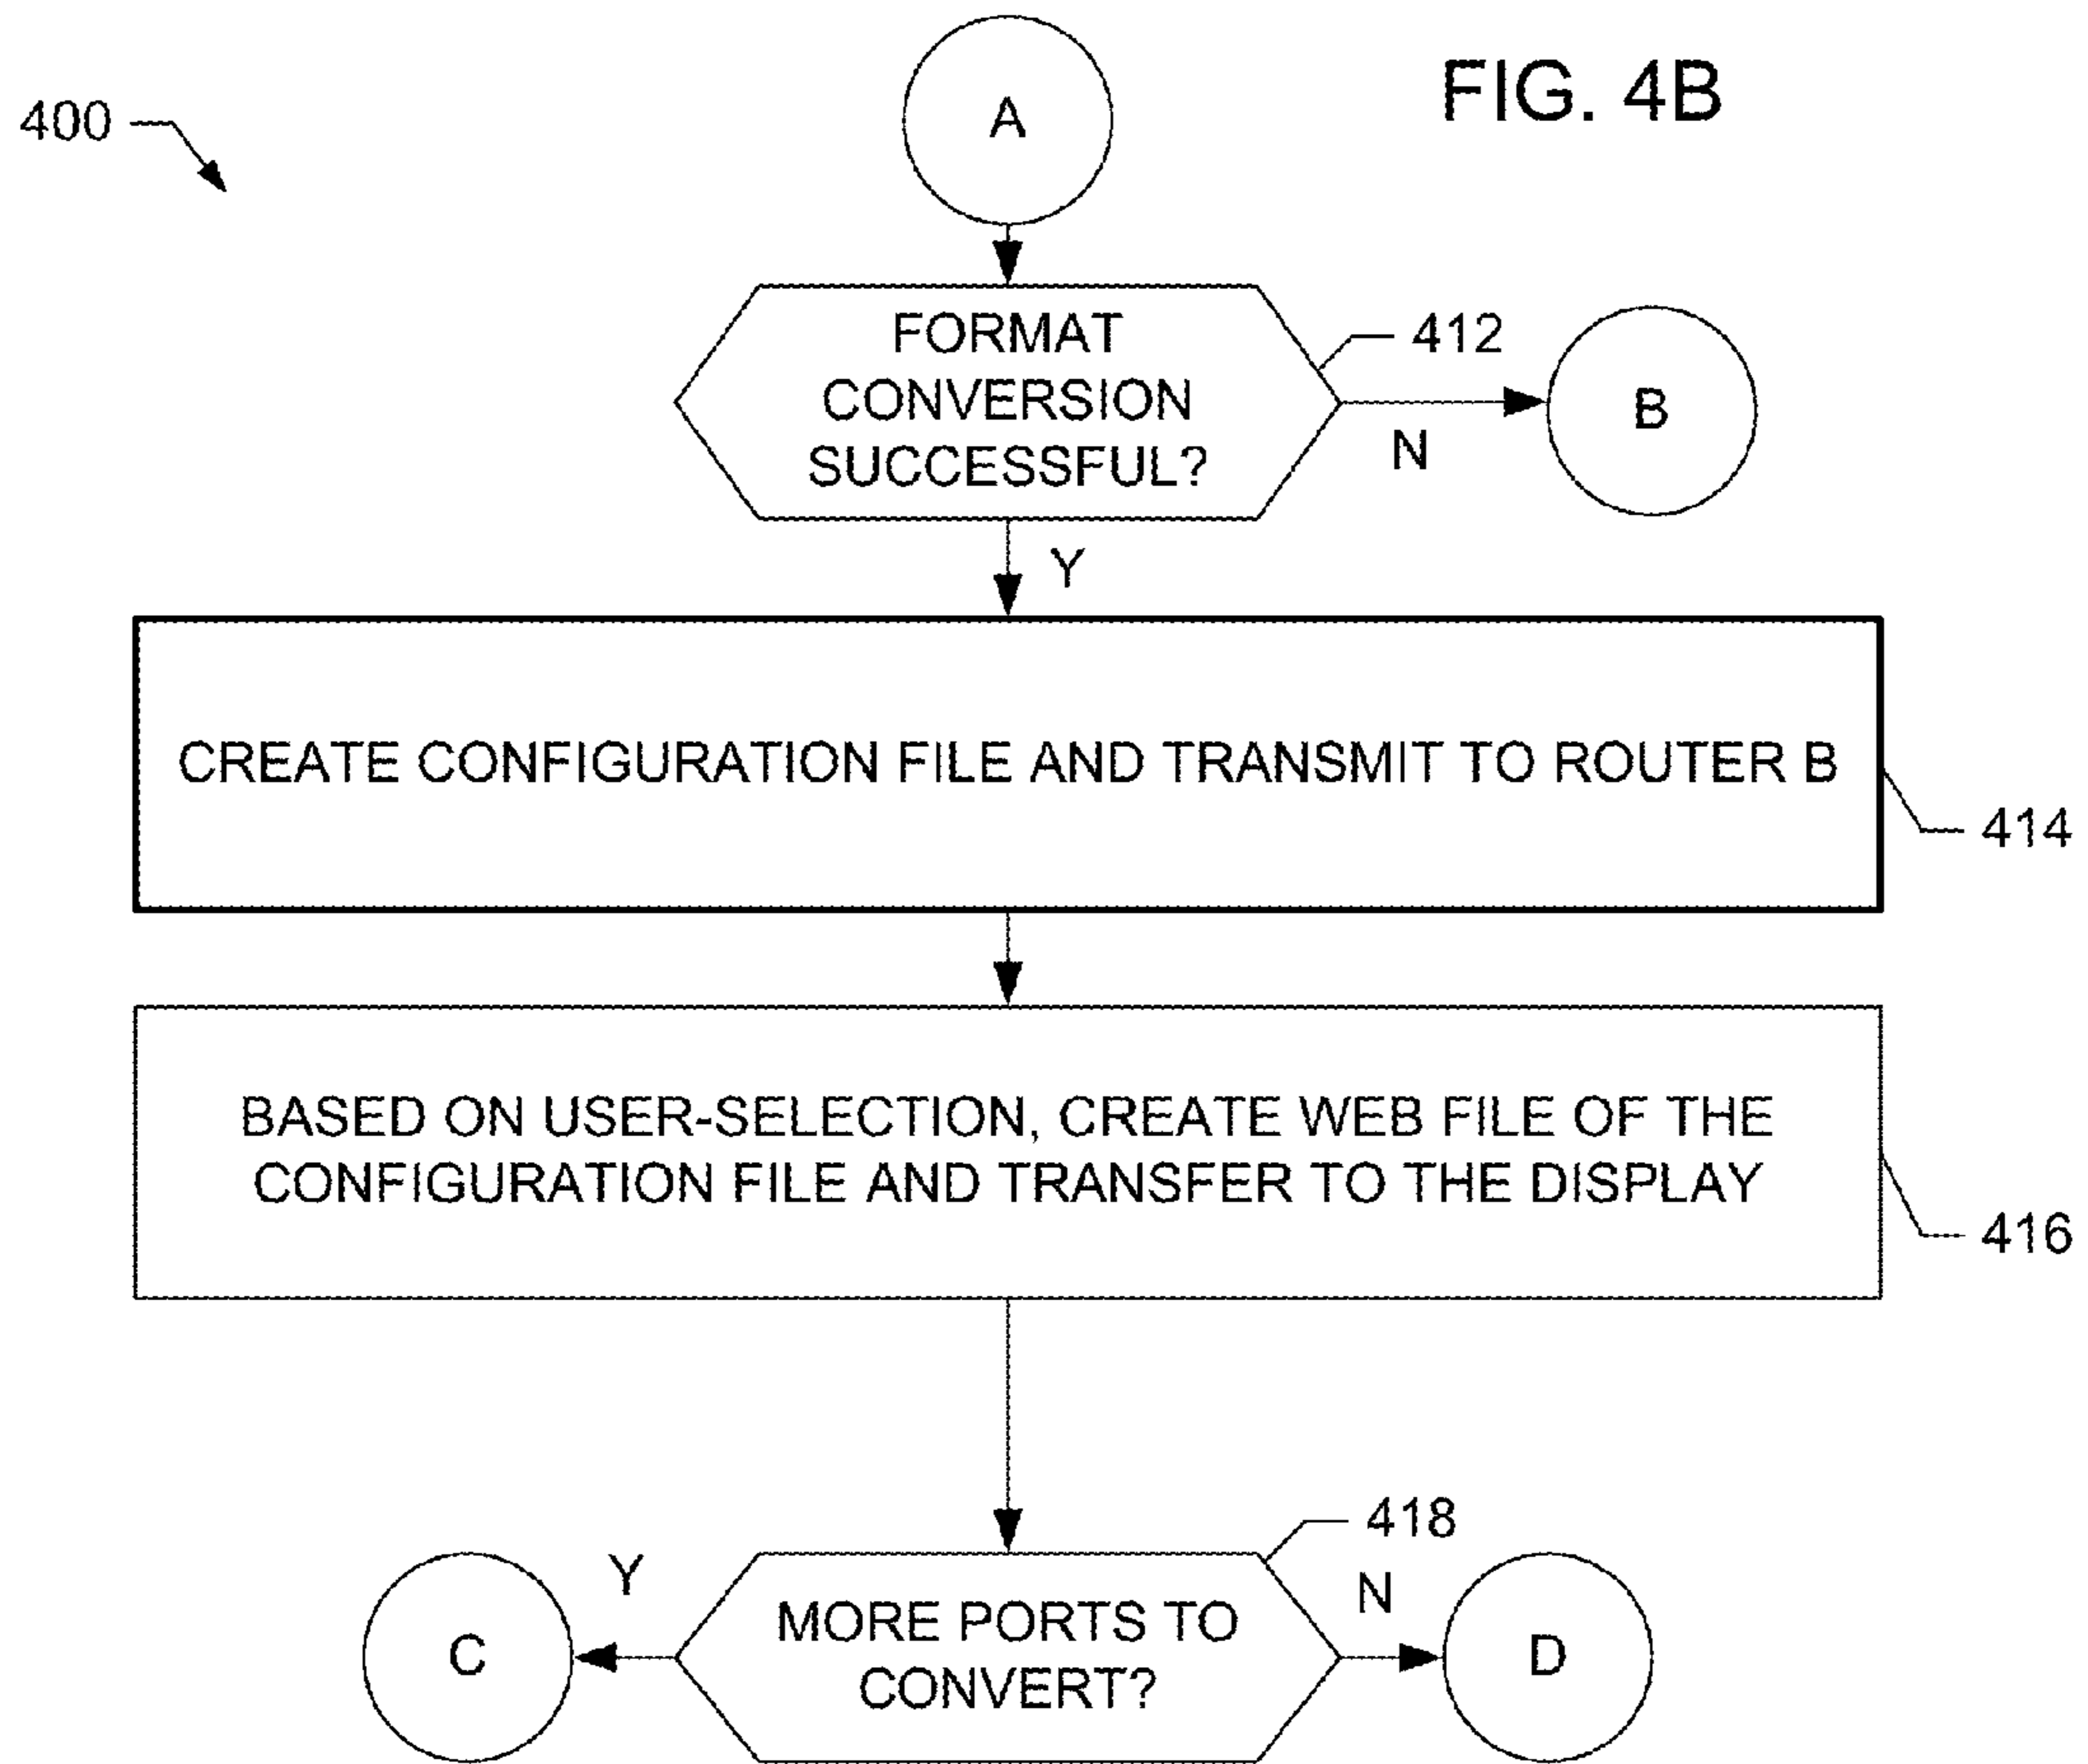 FIG. 4B
400
A
FORMAT
CONVERSION
SUCCESSFUL?
412
N
B
Y
CREATE CONFIGURATION FILE AND TRANSMIT TO ROUTER B
414
BASED ON USER-SELECTION, CREATE WEB FILE OF THE
CONFIGURATION FILE AND TRANSFER TO THE DISPLAY
416
418
C
Y
MORE PORTS TO
CONVERT?
N
D